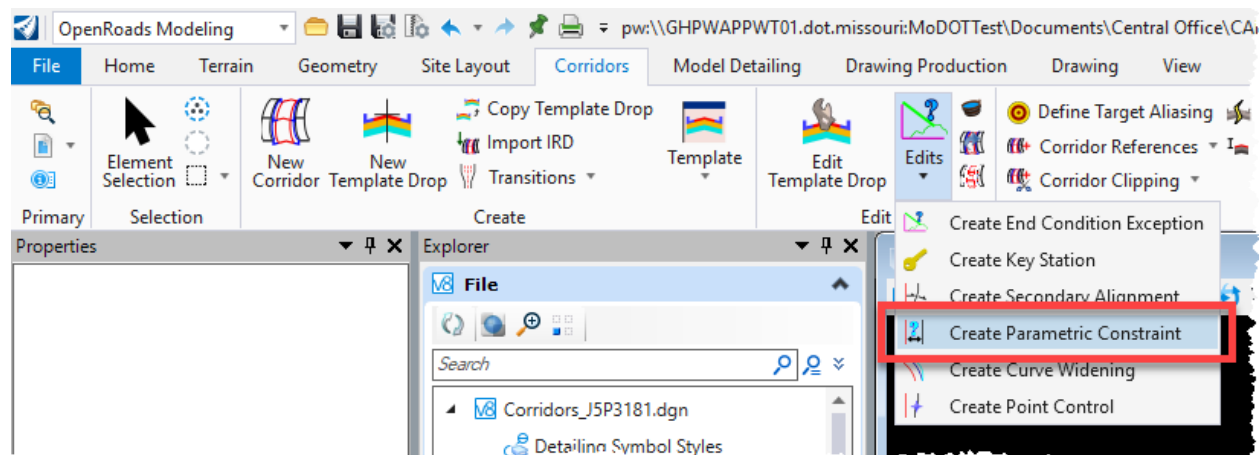 OpenRoads Modeling pw:\\GHPWAPPWT01.dot.missouri:MoDOTTest\Documents\Central Office\CA
File Home Terrain Geometry Site Layout Corridors Model Detailing Drawing Production Drawing View
Element Selection
New Corridor
New Template Drop
Copy Template Drop
Import IRD
Transitions
Template
Edit Template Drop
Edits
Define Target Aliasing
Corridor References
Corridor Clipping
Primary Selection Create Edit
Create End Condition Exception
Create Key Station
Create Secondary Alignment
Create Parametric Constraint
Create Curve Widening
Create Point Control
Properties
Explorer
File
Search
Corridors_J5P3181.dgn
Detailing Symbol Styles